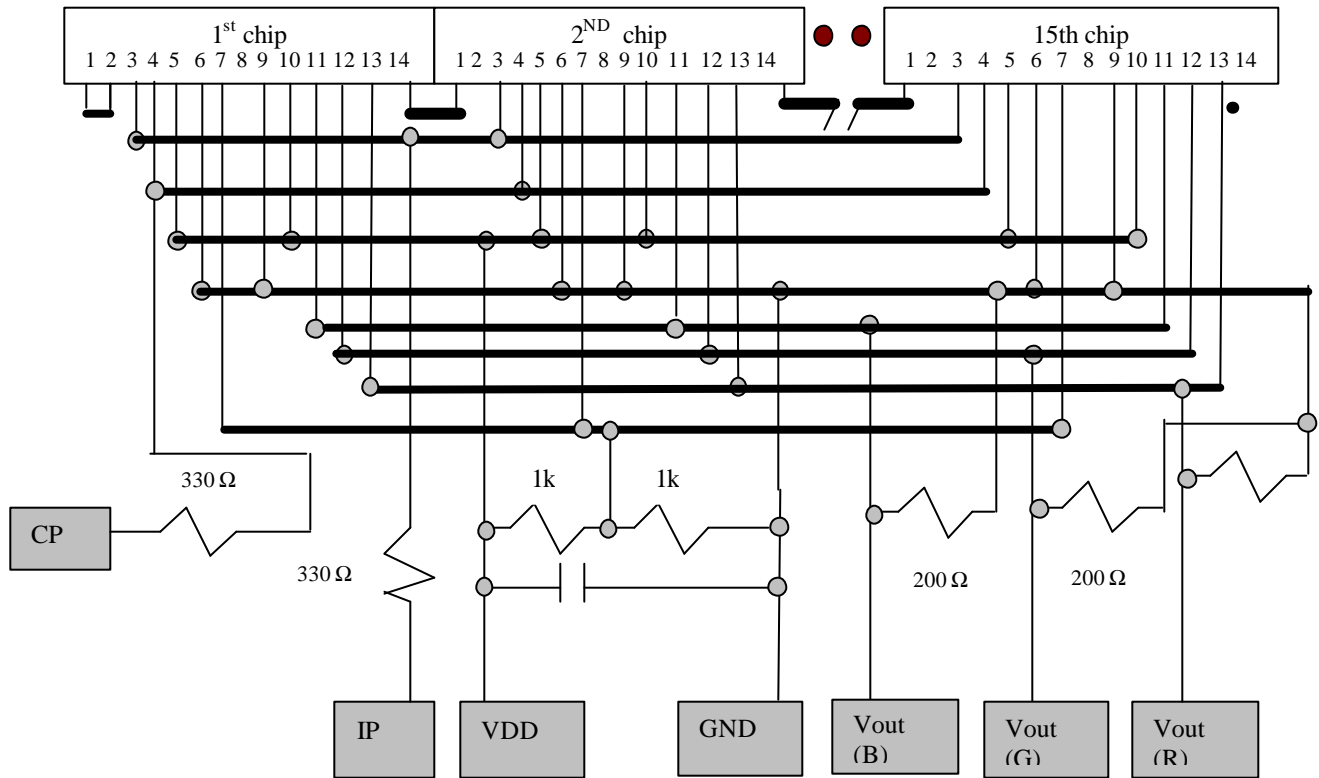 1st chip
2ND chip
15th chip
1 2 3 4 5 6 7 8 9 10 11 12 13 14
1 2 3 4 5 6 7 8 9 10 11 12 13 14
1 2 3 4 5 6 7 8 9 10 11 12 13 14
330 Ω
1k
1k
CP
330 Ω
200 Ω
200 Ω
IP
VDD
GND
Vout
(B)
Vout
(G)
Vout
(R)